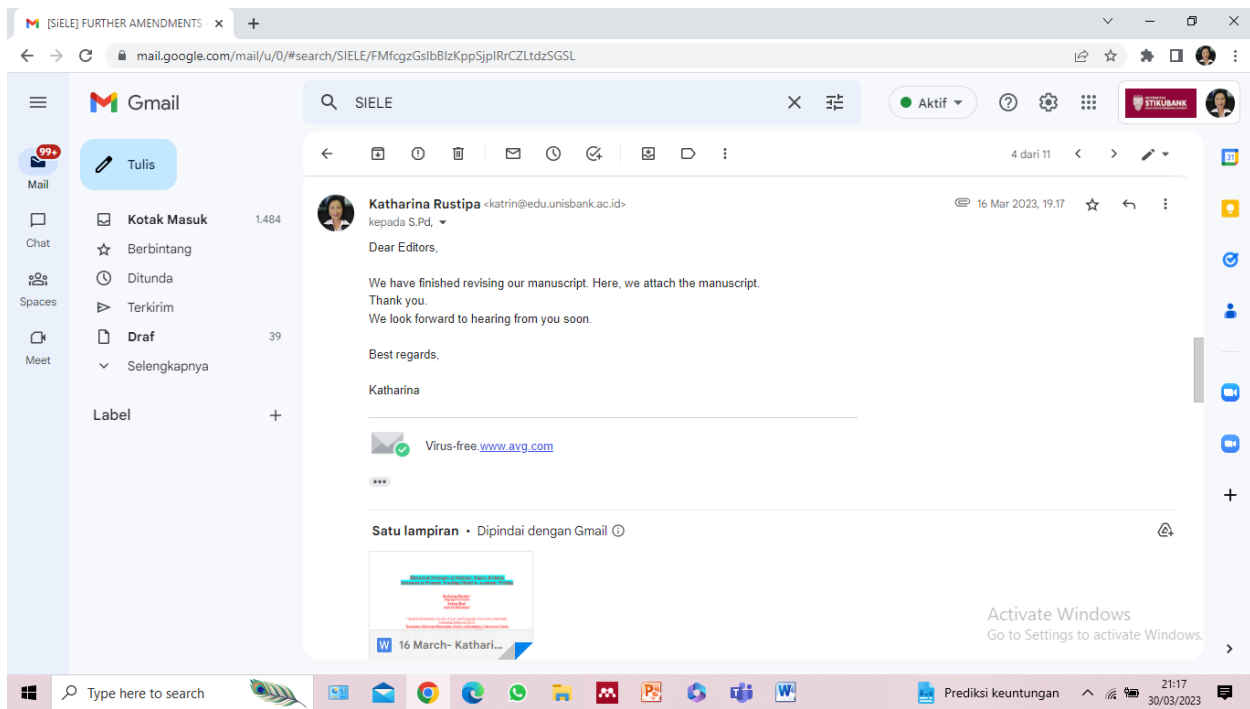 [SiELE] FURTHER AMENDMENTS
mail.google.com/mail/u/0/#search/SIELE/FMfcgzGslbBlzKppSjplRrCZLtdzSGSL
Gmail
SIELE
Aktif
STIKUBANK
99+
Mail
Chat
Spaces
Meet
Tulis
Kotak Masuk 1.484
Berbintang
Ditunda
Terkirim
Draf 39
Selengkapnya
Label
4 dari 11
31
Katharina Rustipa <katrin@edu.unisbank.ac.id>
16 Mar 2023, 19.17
kepada S.Pd,
Dear Editors,
We have finished revising our manuscript. Here, we attach the manuscript.
Thank you.
We look forward to hearing from you soon.
Best regards,
Katharina
Virus-free.www.avg.com
Satu lampiran • Dipindai dengan Gmail
W 16 March- Kathari...
Activate Windows
Go to Settings to activate Windows.
Type here to search
Prediksi keuntungan
21:17
30/03/2023